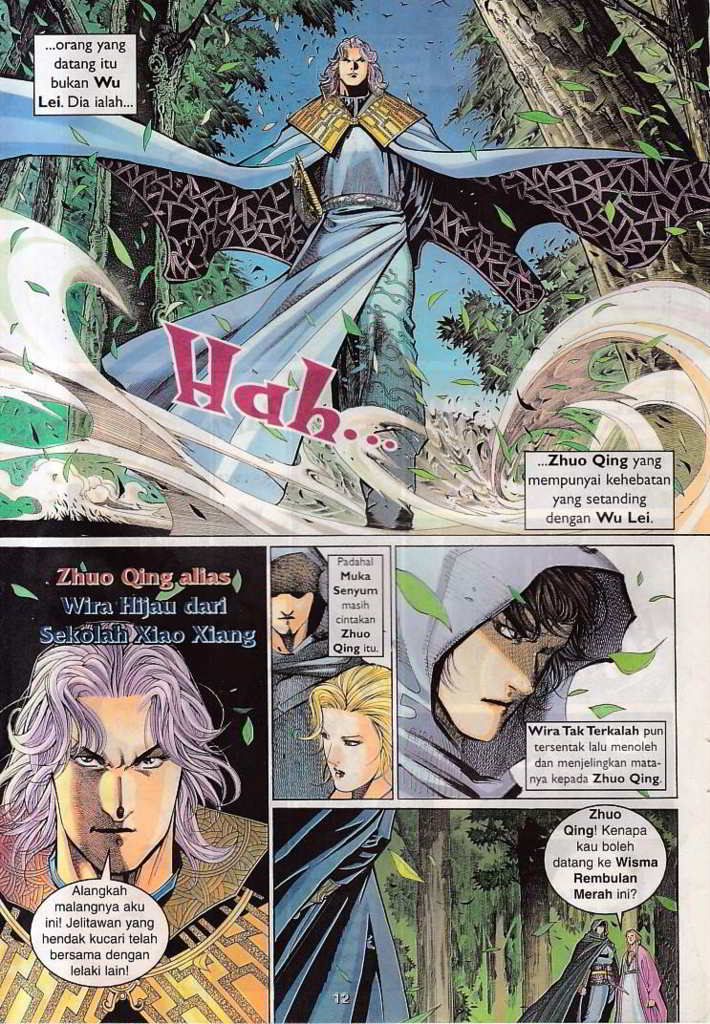 ...orang yang
datang itu
bukan Wu
Lei. Dia ialah...
Hah...
...Zhuo Qing yang
mempunyai kehebatan
yang setanding
dengan Wu Lei.
Zhuo Qing alias
Wira Hijau dari
Sekolah Xiao Xiang
Alangkah
malangnya aku
ini! Jelitawan yang
hendak kucari telah
bersama dengan
lelaki lain!
Padahal
Muka
Senyum
masih
cintakan
Zhuo
Qing itu.
Wira Tak Terkalah pun
tersentak lalu menoleh
dan menjelingkan mata-
nya kepada Zhuo Qing.
Zhuo
Qing! Kenapa
kau boleh
datang ke Wisma
Rembulan
Merah ini?
12